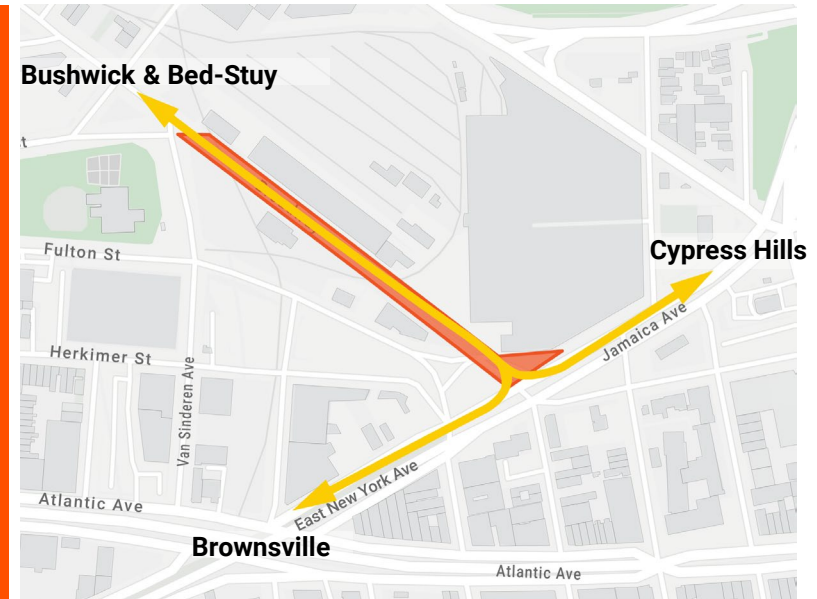 Bushwick & Bed-Stuy
t
Fulton St
Cypress Hills
Jamaica Ave
Herkimer St
Van Sinderen Ave
East New York Ave
Atlantic Ave
Brownsville
Atlantic Ave